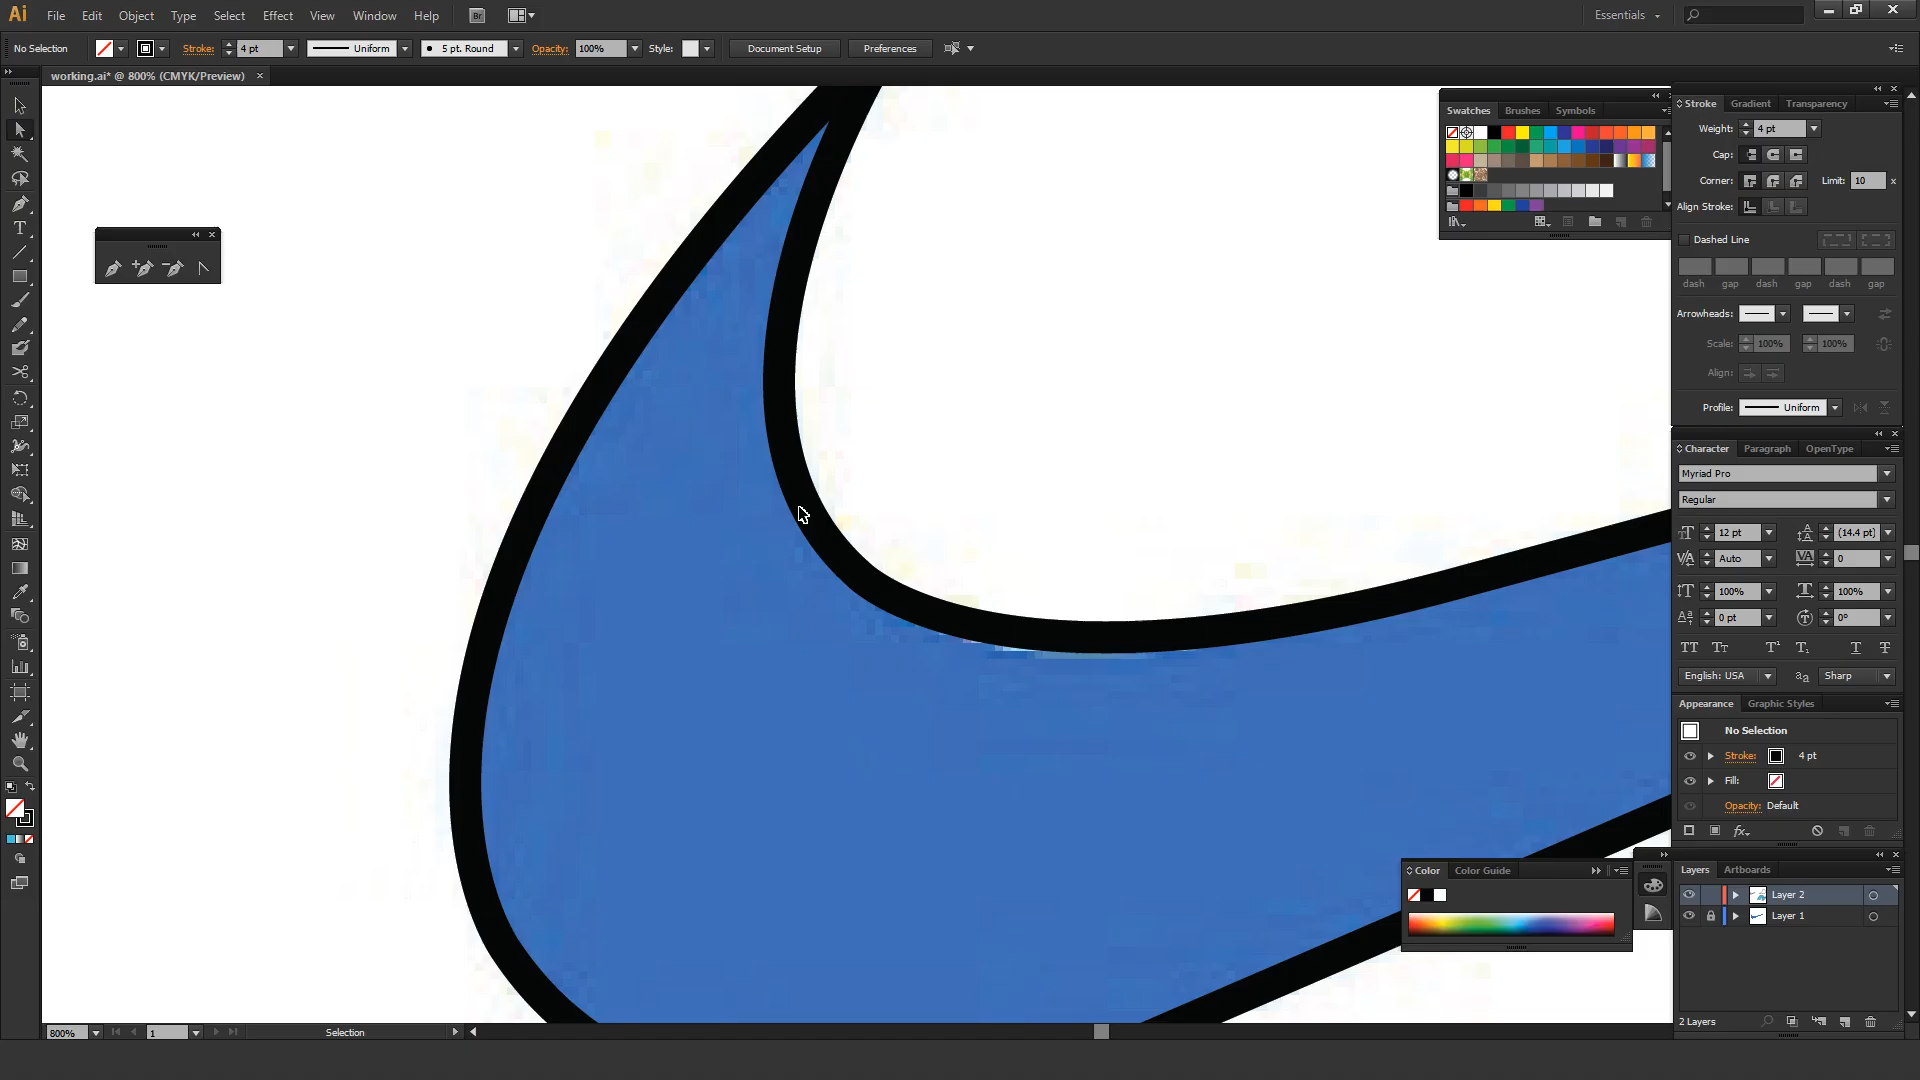 Ai File Edit Object Type Select Effect View Window Help Br Essentials
No Selection Stroke: 4 pt Uniform 5 pt. Round Opacity: 100% Style: Document Setup Preferences
working.ai* @ 800% (CMYK/Preview)
Swatches Brushes Symbols
Stroke Gradient Transparency
Weight: 4 pt
Cap:
Corner: Limit: 10 x
Align Stroke:
Dashed Line
dash gap dash gap dash gap
Arrowheads:
Scale: 100% 100%
Align:
Profile: Uniform
Character Paragraph OpenType
Myriad Pro
Regular
12 pt (14.4 pt)
Auto 0
100% 100%
0 pt 0°
English: USA Sharp
Appearance Graphic Styles
No Selection
Stroke: 4 pt
Fill:
Opacity: Default
fx
Color Color Guide
Layers Artboards
Layer 2
Layer 1
2 Layers
800% 1 Selection